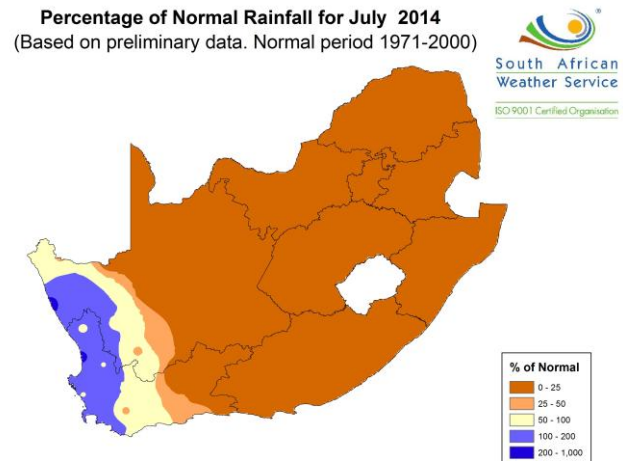 Percentage of Normal Rainfall for July 2014
(Based on preliminary data. Normal period 1971-2000)
South African
Weather Service
ISO 9001 Certified Organisation
% of Normal
0 - 25
25 - 50
50 - 100
100 - 200
200 - 1,000